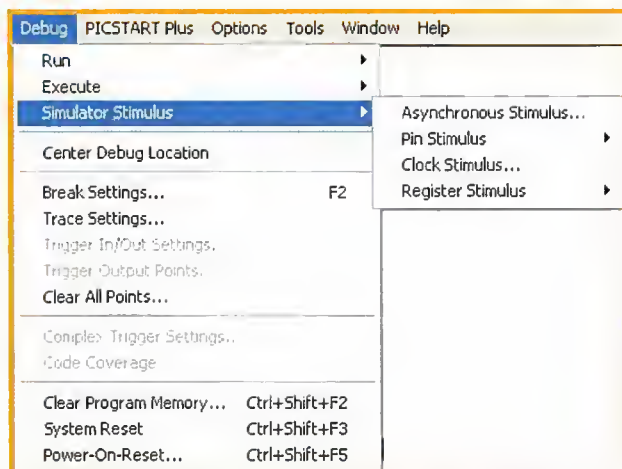 Debug PICSTART Plus Options Tools Window Help
Run
Execute
Simulator Stimulus
Asynchronous Stimulus...
Pin Stimulus
Clock Stimulus...
Register Stimulus
Center Debug Location
Break Settings... F2
Trace Settings...
Trigger In/Out Settings.
Trigger Output Points.
Clear All Points...
Complex Trigger Settings..
Code Coverage
Clear Program Memory... Ctrl+Shift+F2
System Reset Ctrl+Shift+F3
Power-On-Reset... Ctrl+Shift+F5